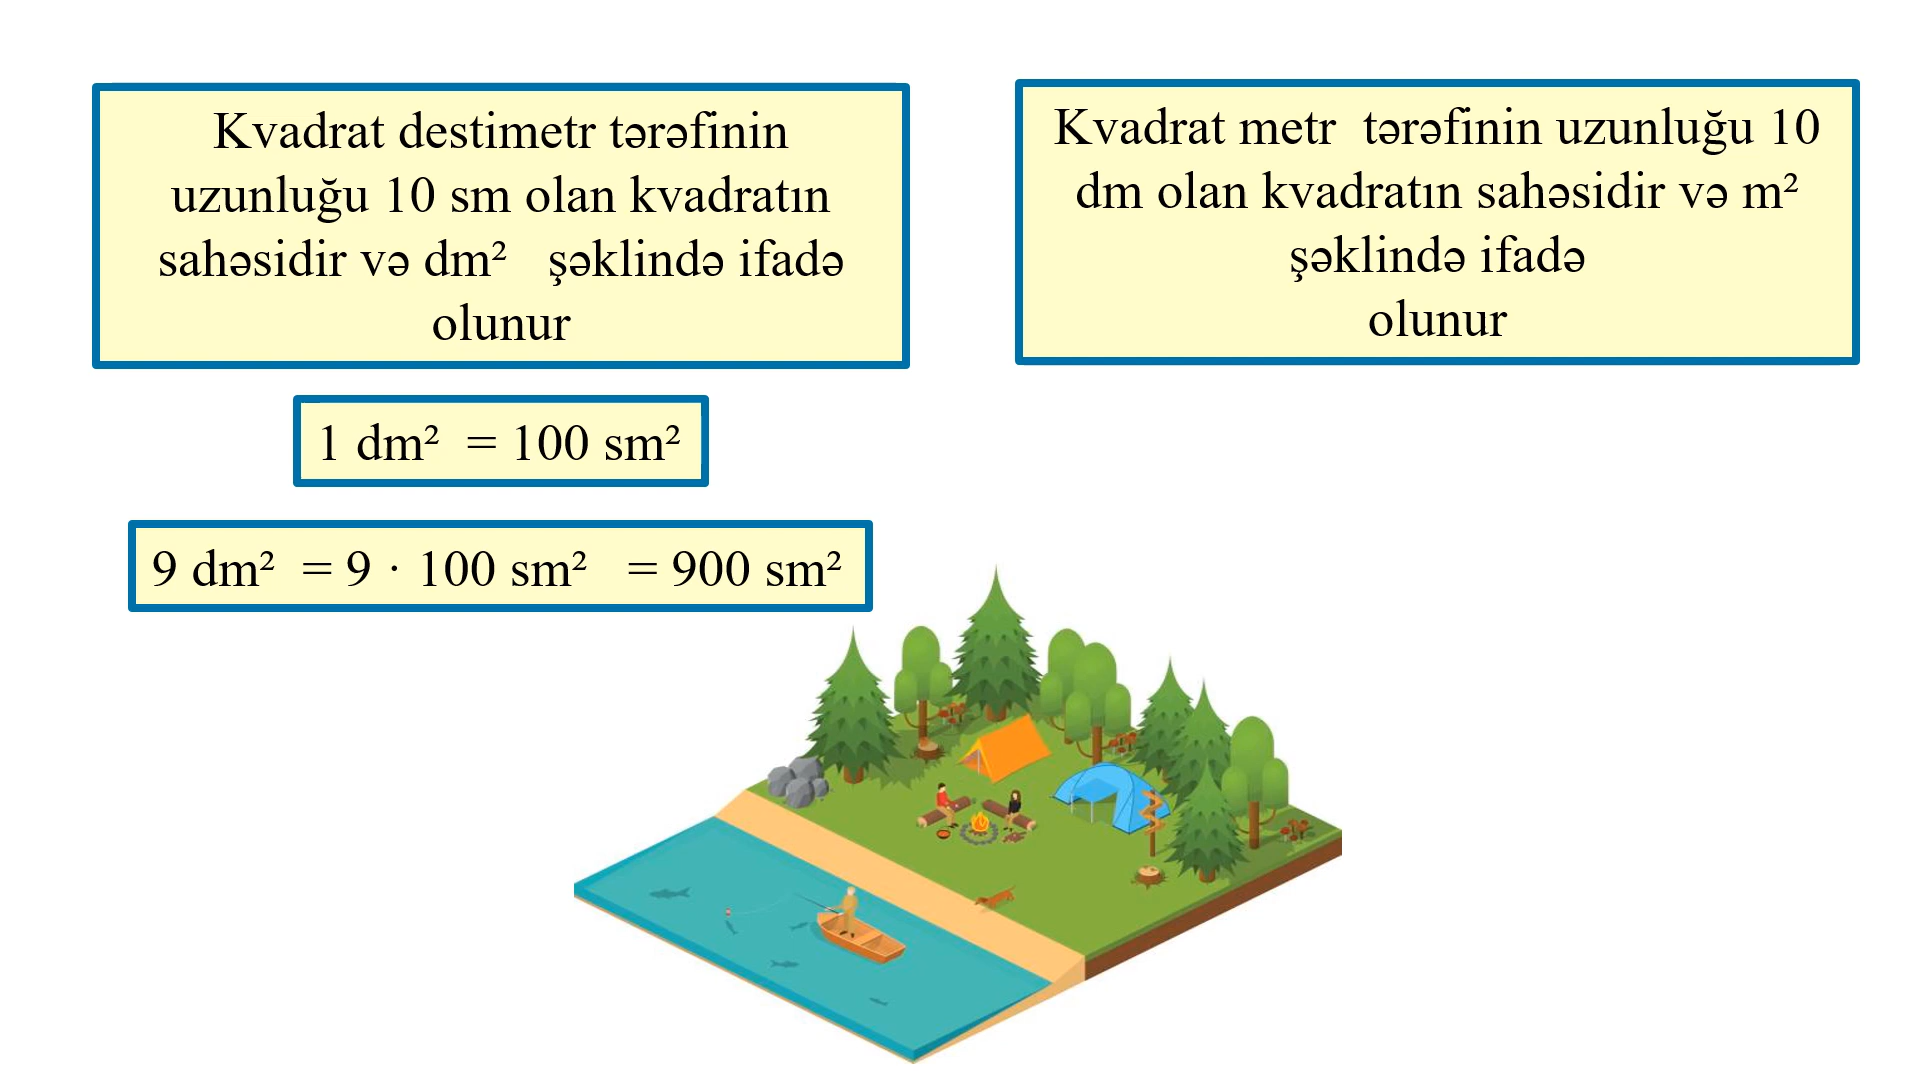 Kvadrat destimetr tərəfinin
uzunluğu 10 sm olan kvadratın
sahəsidir və dm² şəklində ifadə
olunur
1 dm² = 100 sm²
9 dm² = 9 · 100 sm² = 900 sm²
Kvadrat metr tərəfinin uzunluğu 10
dm olan kvadratın sahəsidir və m²
şəklində ifadə
olunur